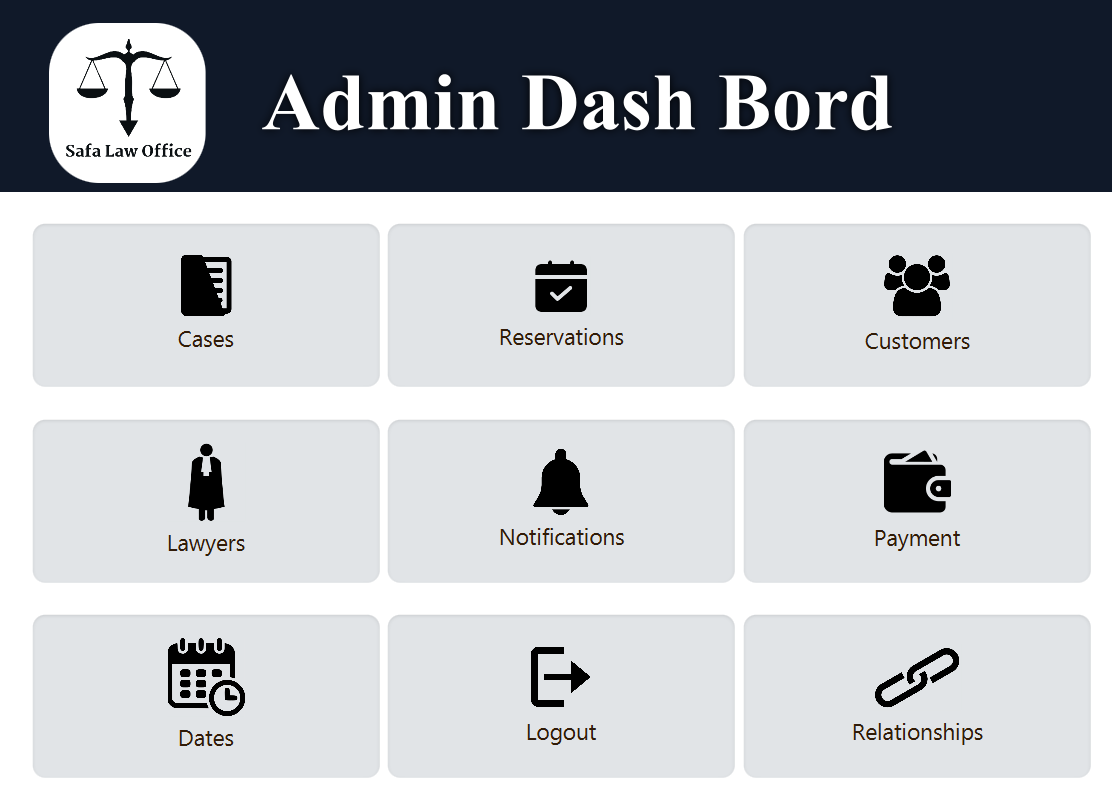 Safa Law Office
Admin Dash Bord
Cases
Reservations
Customers
Lawyers
Notifications
Payment
Dates
Logout
Relationships